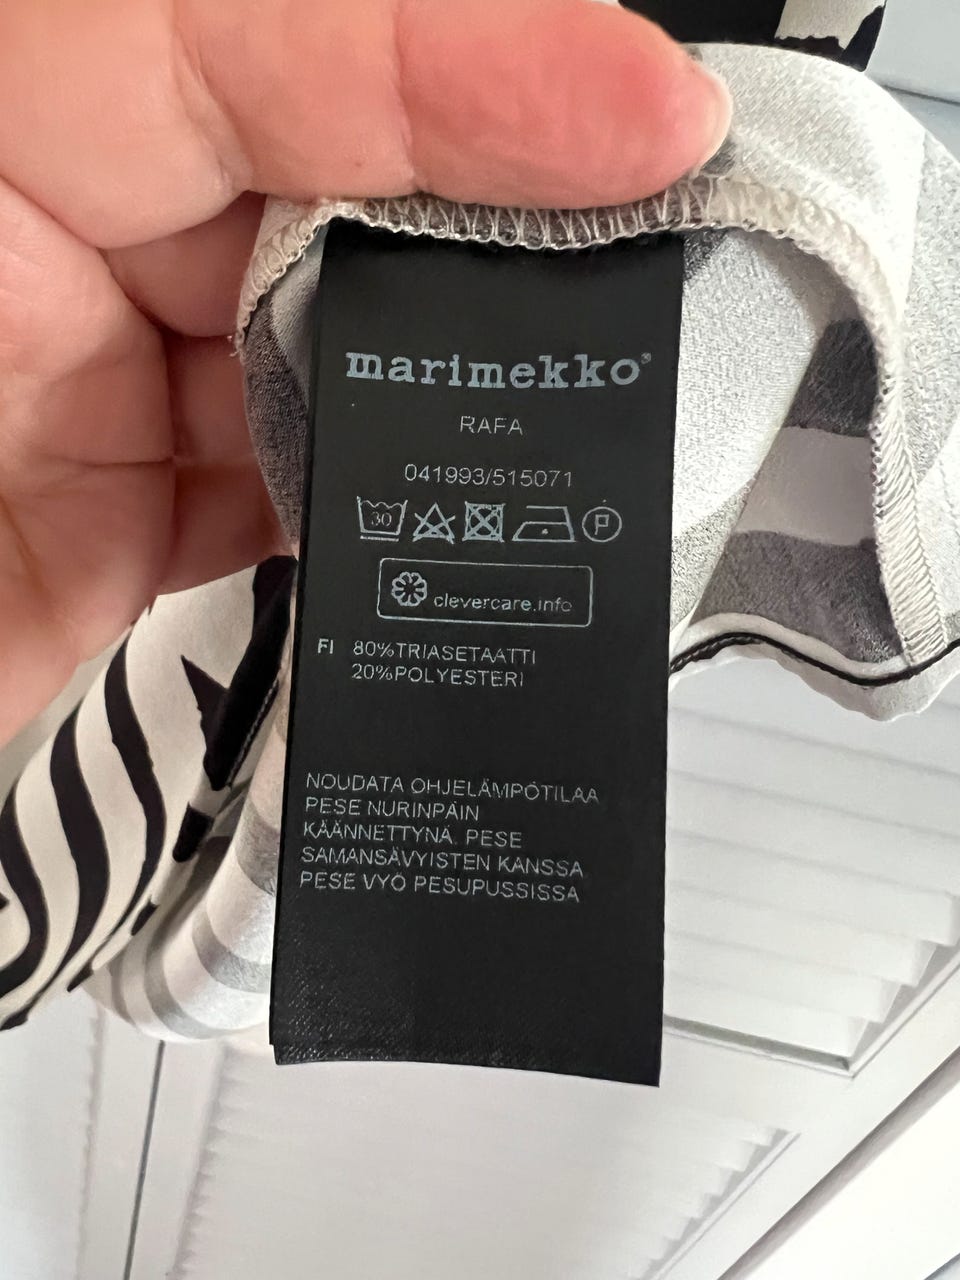 marimekko®
RAFA
041993/515071
30 P
clevercare.info
FI 80%TRIASETAATTI
20%POLYESTERI
NOUDATA OHJELÄMPÖTILAA
PESE NURINPÄIN
KÄÄNNETTYNÄ. PESE
SAMANSÄVYISTEN KANSSA
PESE VYÖ PESUPUSSISSA